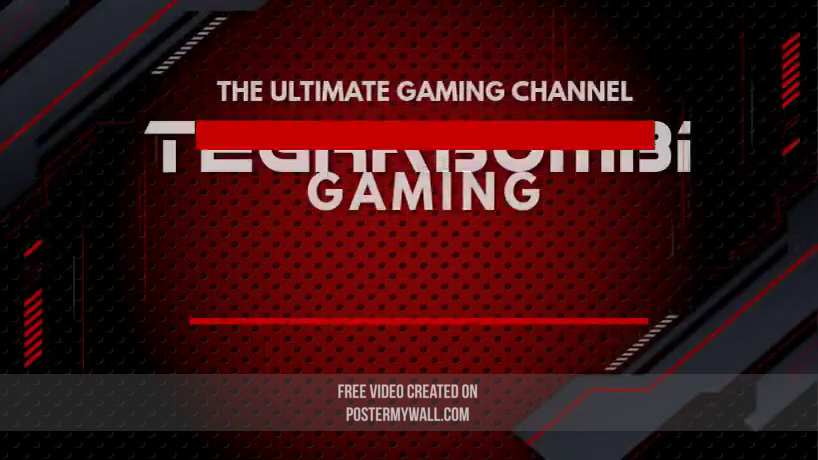 THE ULTIMATE GAMING CHANNEL
GAMING
FREE VIDEO CREATED ON
POSTERMYWALL.COM